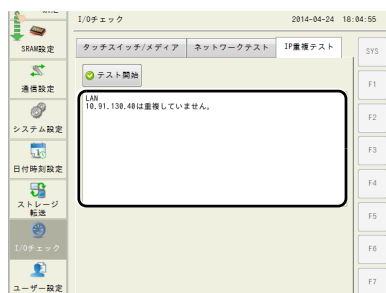 I/Oチェック
2014-04-24 18:04:55
SRAM設定
通信設定
システム設定
日付時刻設定
ストレージ
転送
I/Oチェック
ユーザー設定
タッチスイッチ/メディア
ネットワークテスト
IP重複テスト
テスト開始
LAN
10.91.130.40は重複していません。
SYS
F1
F2
F3
F4
F5
F6
F7